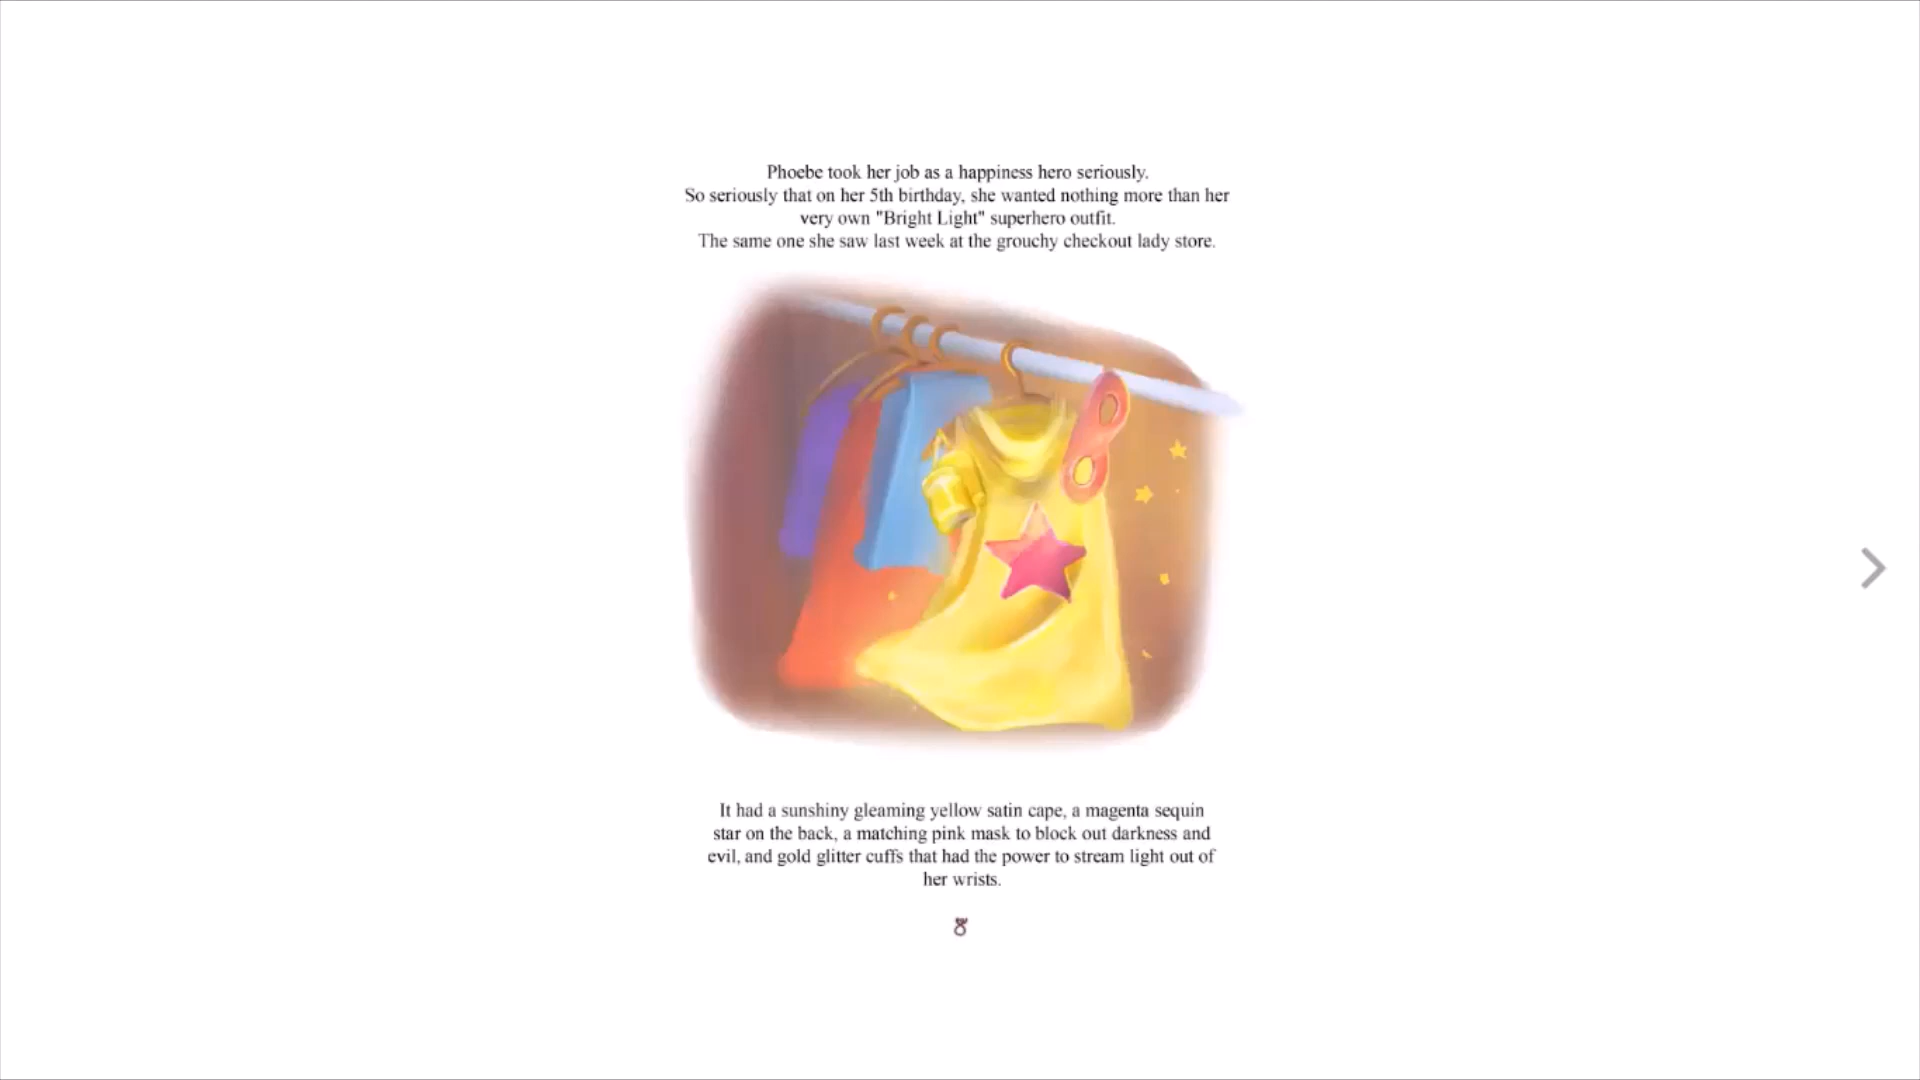 Phoebe took her job as a happiness hero seriously.
So seriously that on her 5th birthday, she wanted nothing more than her
very own "Bright Light" superhero outfit.
The same one she saw last week at the grouchy checkout lady store.
It had a sunshiny gleaming yellow satin cape, a magenta sequin
star on the back, a matching pink mask to block out darkness and
evil, and gold glitter cuffs that had the power to stream light out of
her wrists.
8